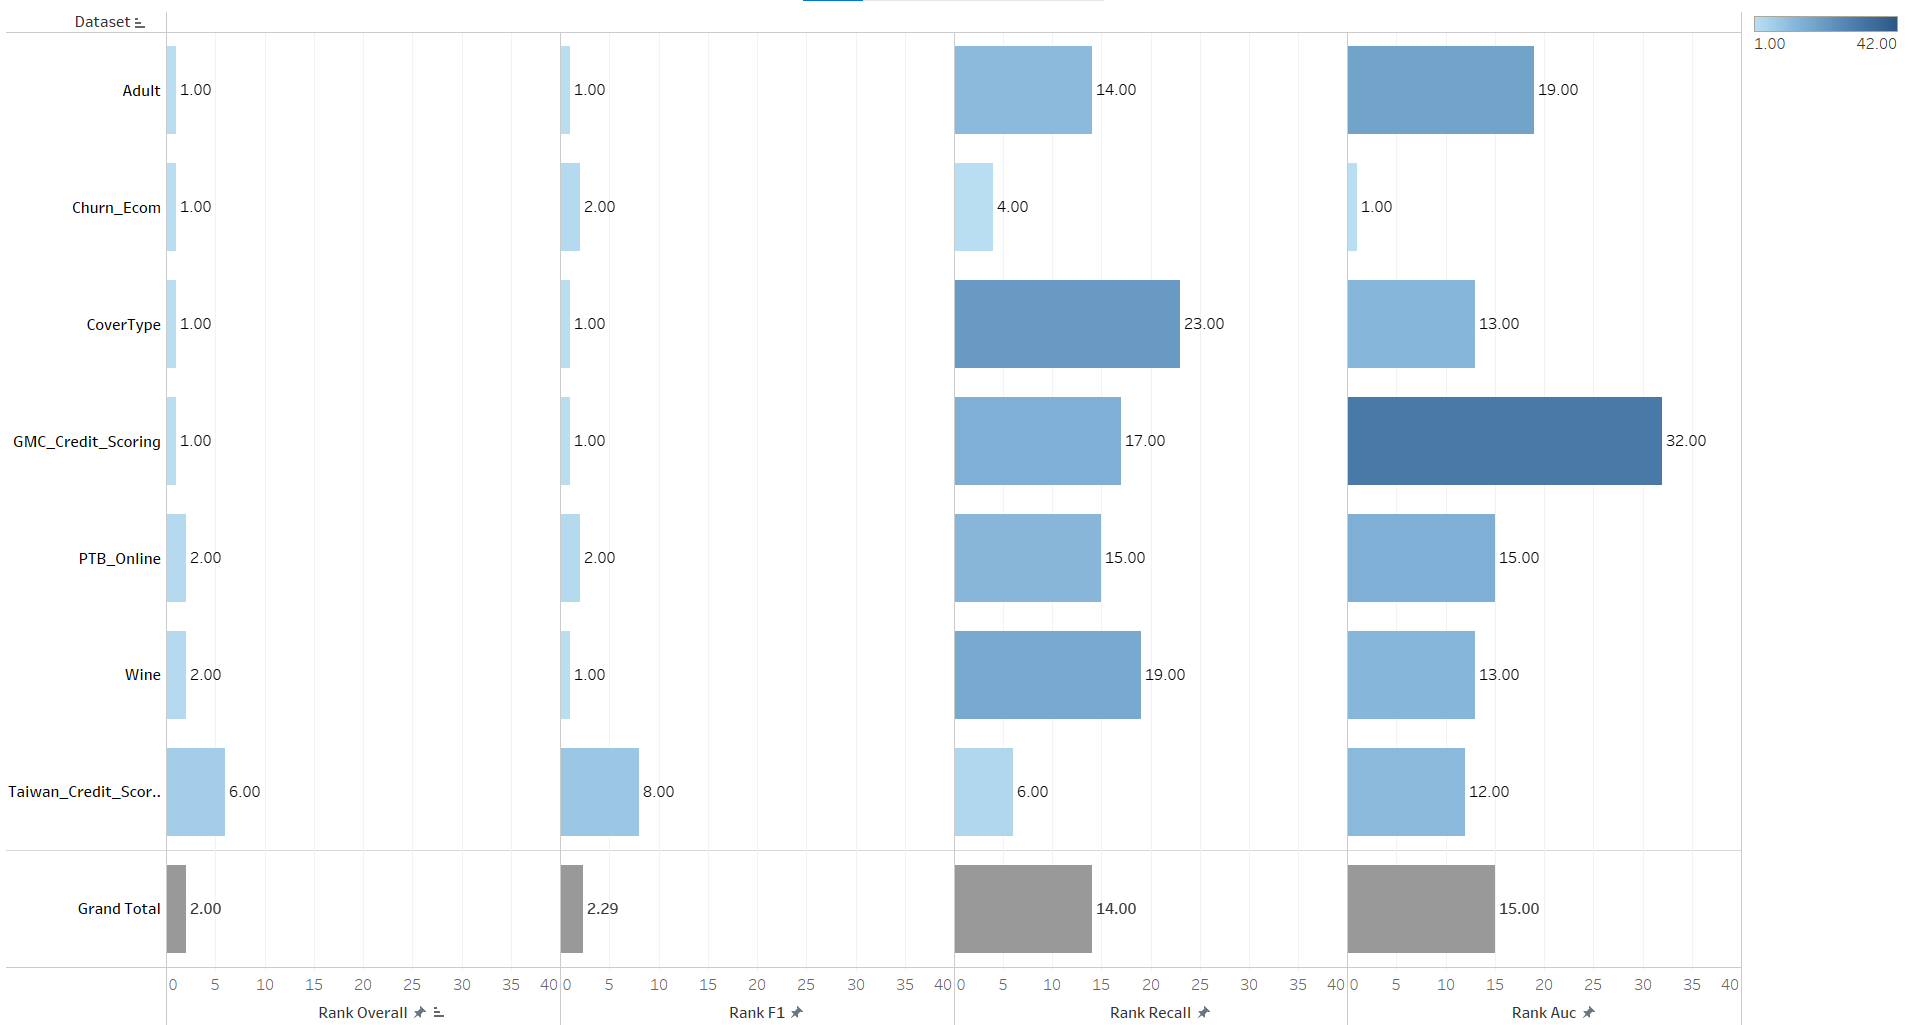 Dataset
1.00 42.00
Adult 1.00 1.00 14.00 19.00
Churn_Ecom 1.00 2.00 4.00 1.00
CoverType 1.00 1.00 23.00 13.00
GMC_Credit_Scoring 1.00 1.00 17.00 32.00
PTB_Online 2.00 2.00 15.00 15.00
Wine 2.00 1.00 19.00 13.00
Taiwan_Credit_Scor.. 6.00 8.00 6.00 12.00
Grand Total 2.00 2.29 14.00 15.00
0 5 10 15 20 25 30 35 40 0 5 10 15 20 25 30 35 40 0 5 10 15 20 25 30 35 40 0 5 10 15 20 25 30 35 40
Rank Overall Rank F1 Rank Recall Rank Auc